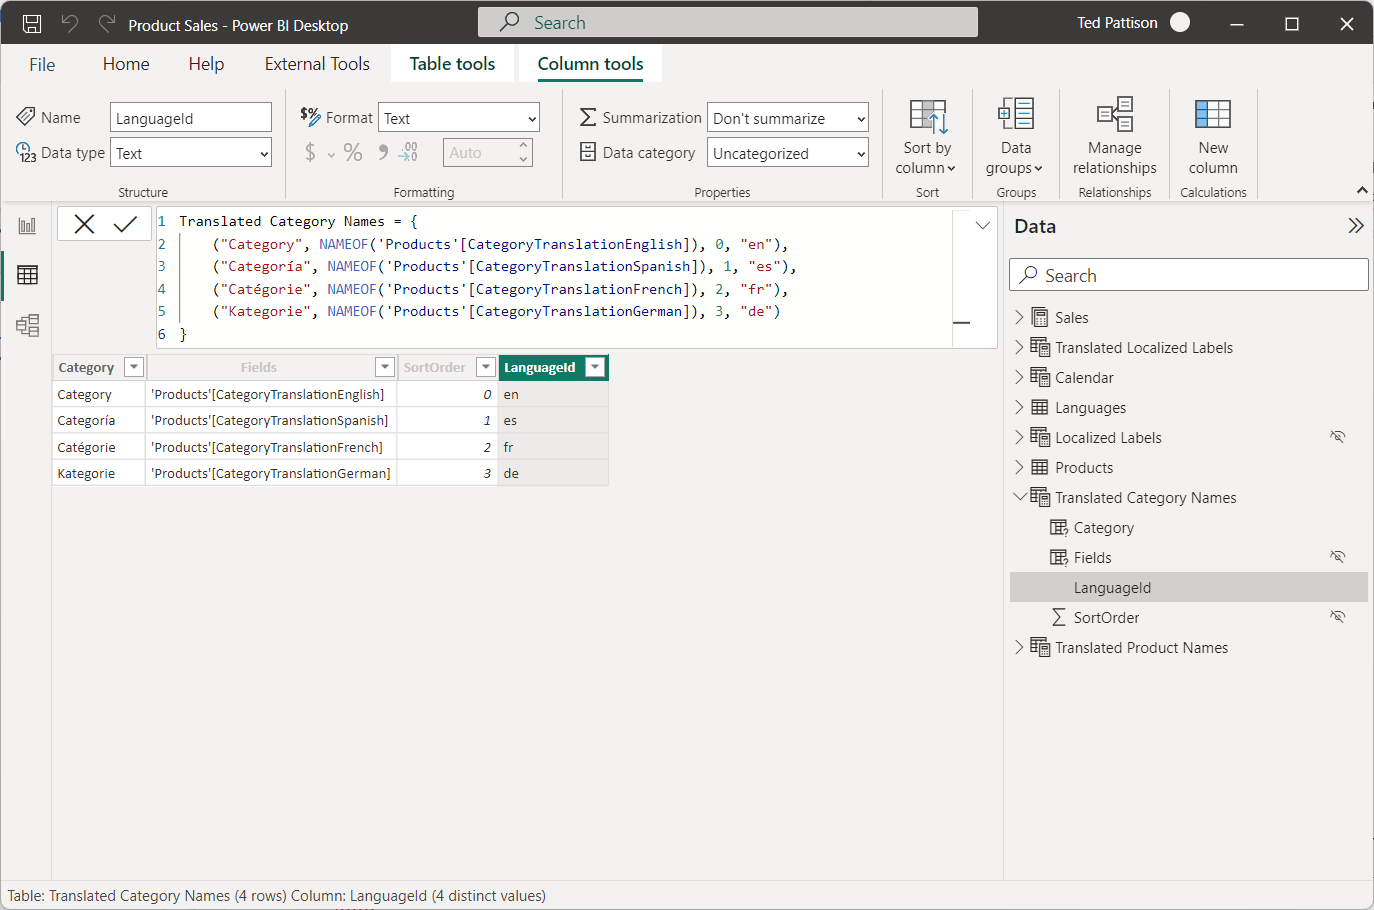 Product Sales - Power BI Desktop
Search
Ted Pattison
File
Home
Help
External Tools
Table tools
Column tools
Name
LanguageId
Data type
Text
Structure
Format
Text
$
%
Auto
Formatting
Summarization
Don't summarize
Data category
Uncategorized
Properties
Sort by
column
Sort
Data
groups
Groups
Manage
relationships
Relationships
New
column
Calculations
1 Translated Category Names = {
2 ("Category", NAMEOF('Products'[CategoryTranslationEnglish]), 0, "en"),
3 ("Categoría", NAMEOF('Products'[CategoryTranslationSpanish]), 1, "es"),
4 ("Catégorie", NAMEOF('Products'[CategoryTranslationFrench]), 2, "fr"),
5 ("Kategorie", NAMEOF('Products'[CategoryTranslationGerman]), 3, "de")
6 }
Category Fields SortOrder LanguageId
Category 'Products'[CategoryTranslationEnglish] 0 en
Categoría 'Products'[CategoryTranslationSpanish] 1 es
Catégorie 'Products'[CategoryTranslationFrench] 2 fr
Kategorie 'Products'[CategoryTranslationGerman] 3 de
Data
Search
Sales
Translated Localized Labels
Calendar
Languages
Localized Labels
Products
Translated Category Names
Category
Fields
LanguageId
SortOrder
Translated Product Names
Table: Translated Category Names (4 rows) Column: LanguageId (4 distinct values)